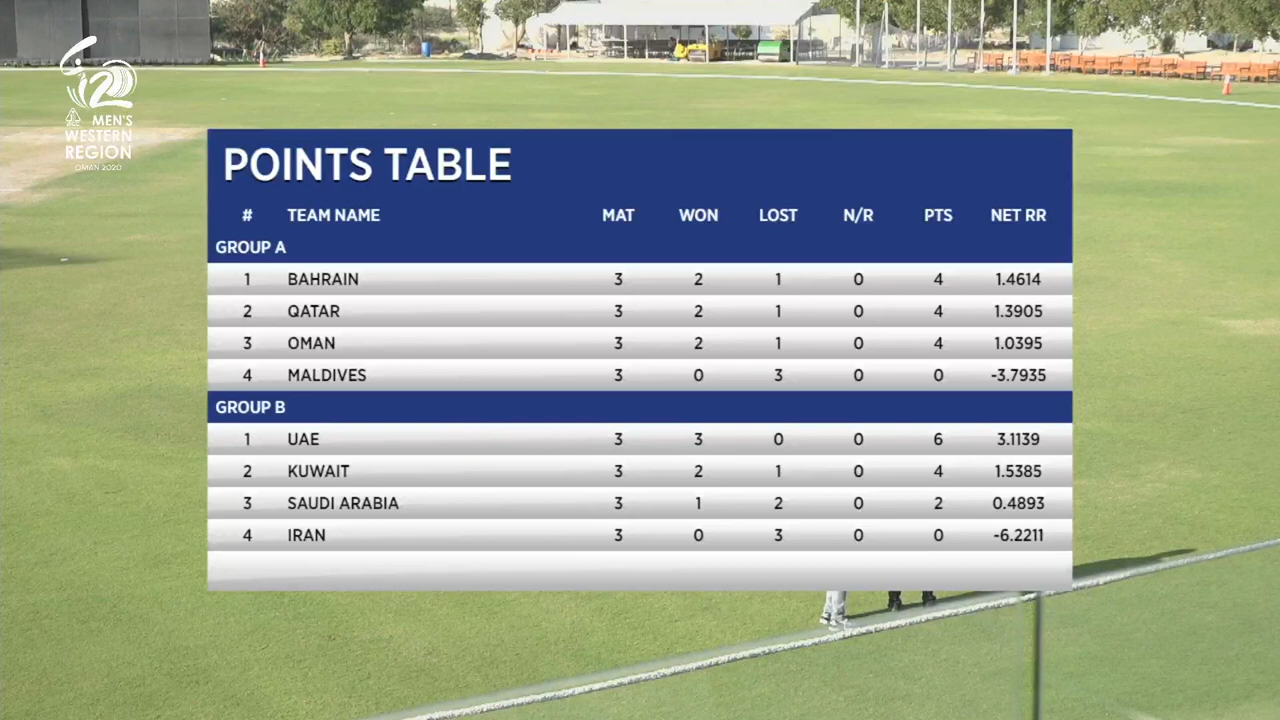 T20
MEN'S
WESTERN
REGION
OMAN 2020
POINTS TABLE
# TEAM NAME MAT WON LOST N/R PTS NET RR
GROUP A
1 BAHRAIN 3 2 1 0 4 1.4614
2 QATAR 3 2 1 0 4 1.3905
3 OMAN 3 2 1 0 4 1.0395
4 MALDIVES 3 0 3 0 0 -3.7935
GROUP B
1 UAE 3 3 0 0 6 3.1139
2 KUWAIT 3 2 1 0 4 1.5385
3 SAUDI ARABIA 3 1 2 0 2 0.4893
4 IRAN 3 0 3 0 0 -6.2211